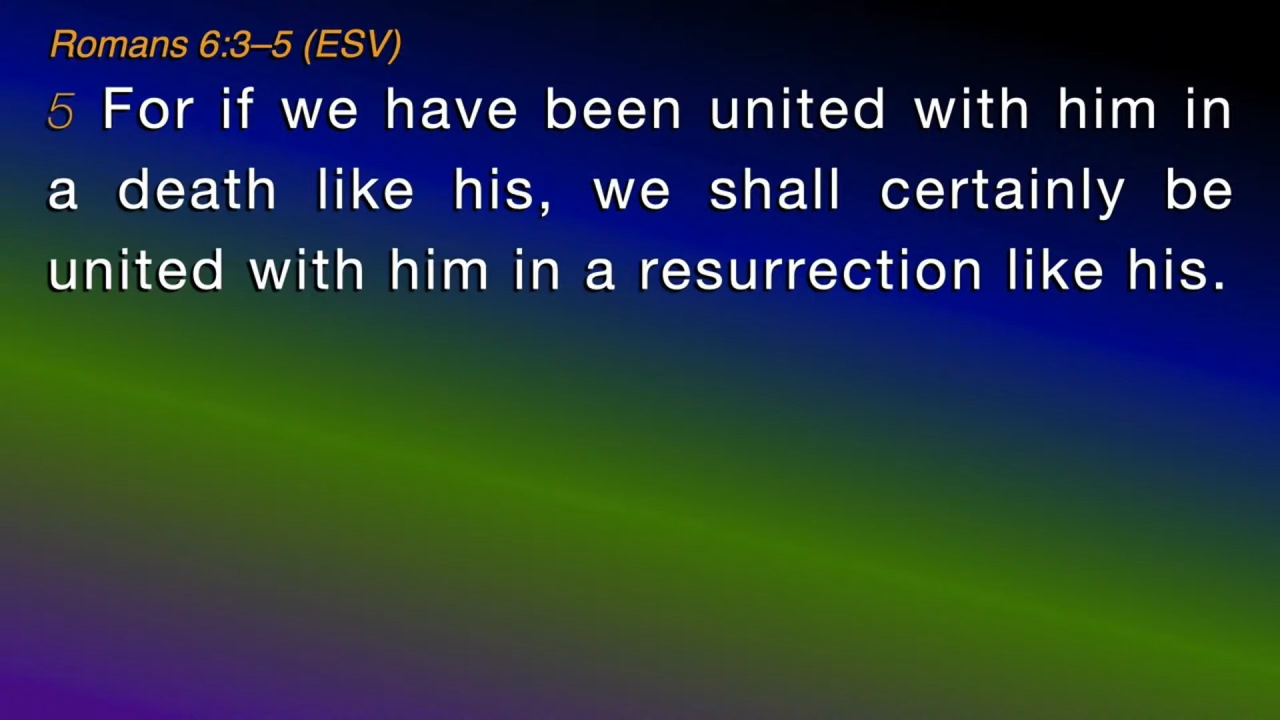 Romans 6:3–5 (ESV)
5 For if we have been united with him in
a death like his, we shall certainly be
united with him in a resurrection like his.